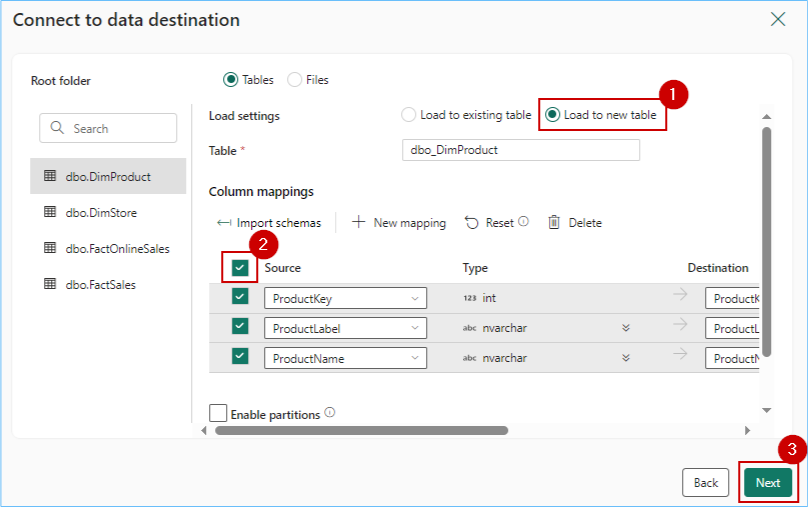 Connect to data destination
Root folder
Tables Files
1
Load settings Load to existing table Load to new table
Search
Table * dbo_DimProduct
dbo.DimProduct
Column mappings
dbo.DimStore
Import schemas New mapping Reset Delete
2
dbo.FactOnlineSales
Source Type Destination
dbo.FactSales
ProductKey 123 int ProductK
ProductLabel abc nvarchar ProductL
ProductName abc nvarchar ProductN
Enable partitions
3
Back Next